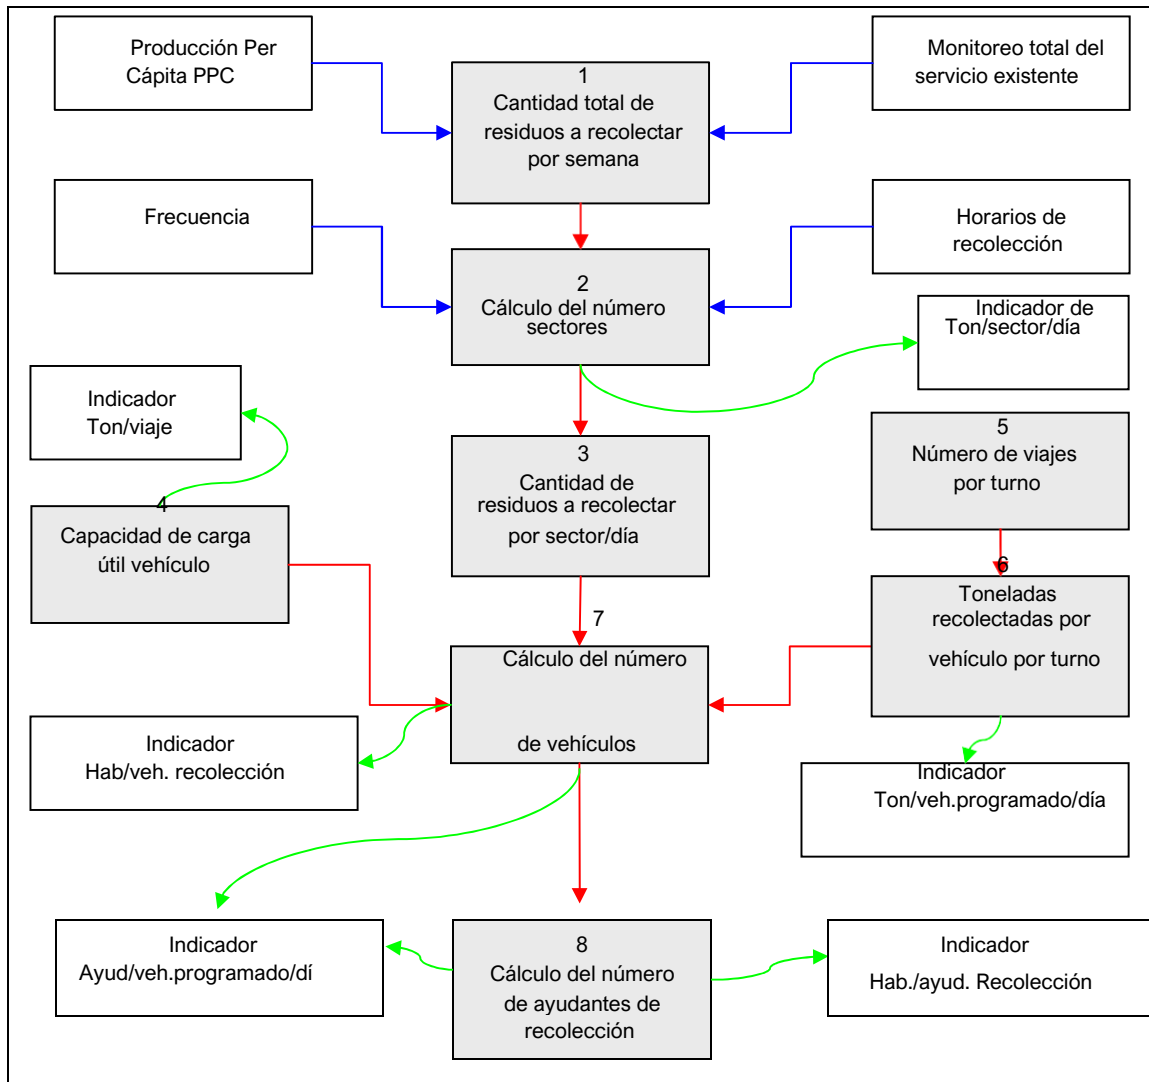 Producción Per
Cápita PPC
1
Cantidad total de
residuos a recolectar
por semana
Monitoreo total del
servicio existente
Frecuencia
2
Cálculo del número
sectores
Horarios de
recolección
Indicador de
Ton/sector/día
Indicador
Ton/viaje
3
Cantidad de
residuos a recolectar
por sector/día
5
Número de viajes
por turno
4
Capacidad de carga
útil vehículo
6
Toneladas
recolectadas por
vehículo por turno
7
Cálculo del número
de vehículos
Indicador
Hab/veh. recolección
Indicador
Ton/veh.programado/día
Indicador
Ayud/veh.programado/dí
8
Cálculo del número
de ayudantes de
recolección
Indicador
Hab./ayud. Recolección